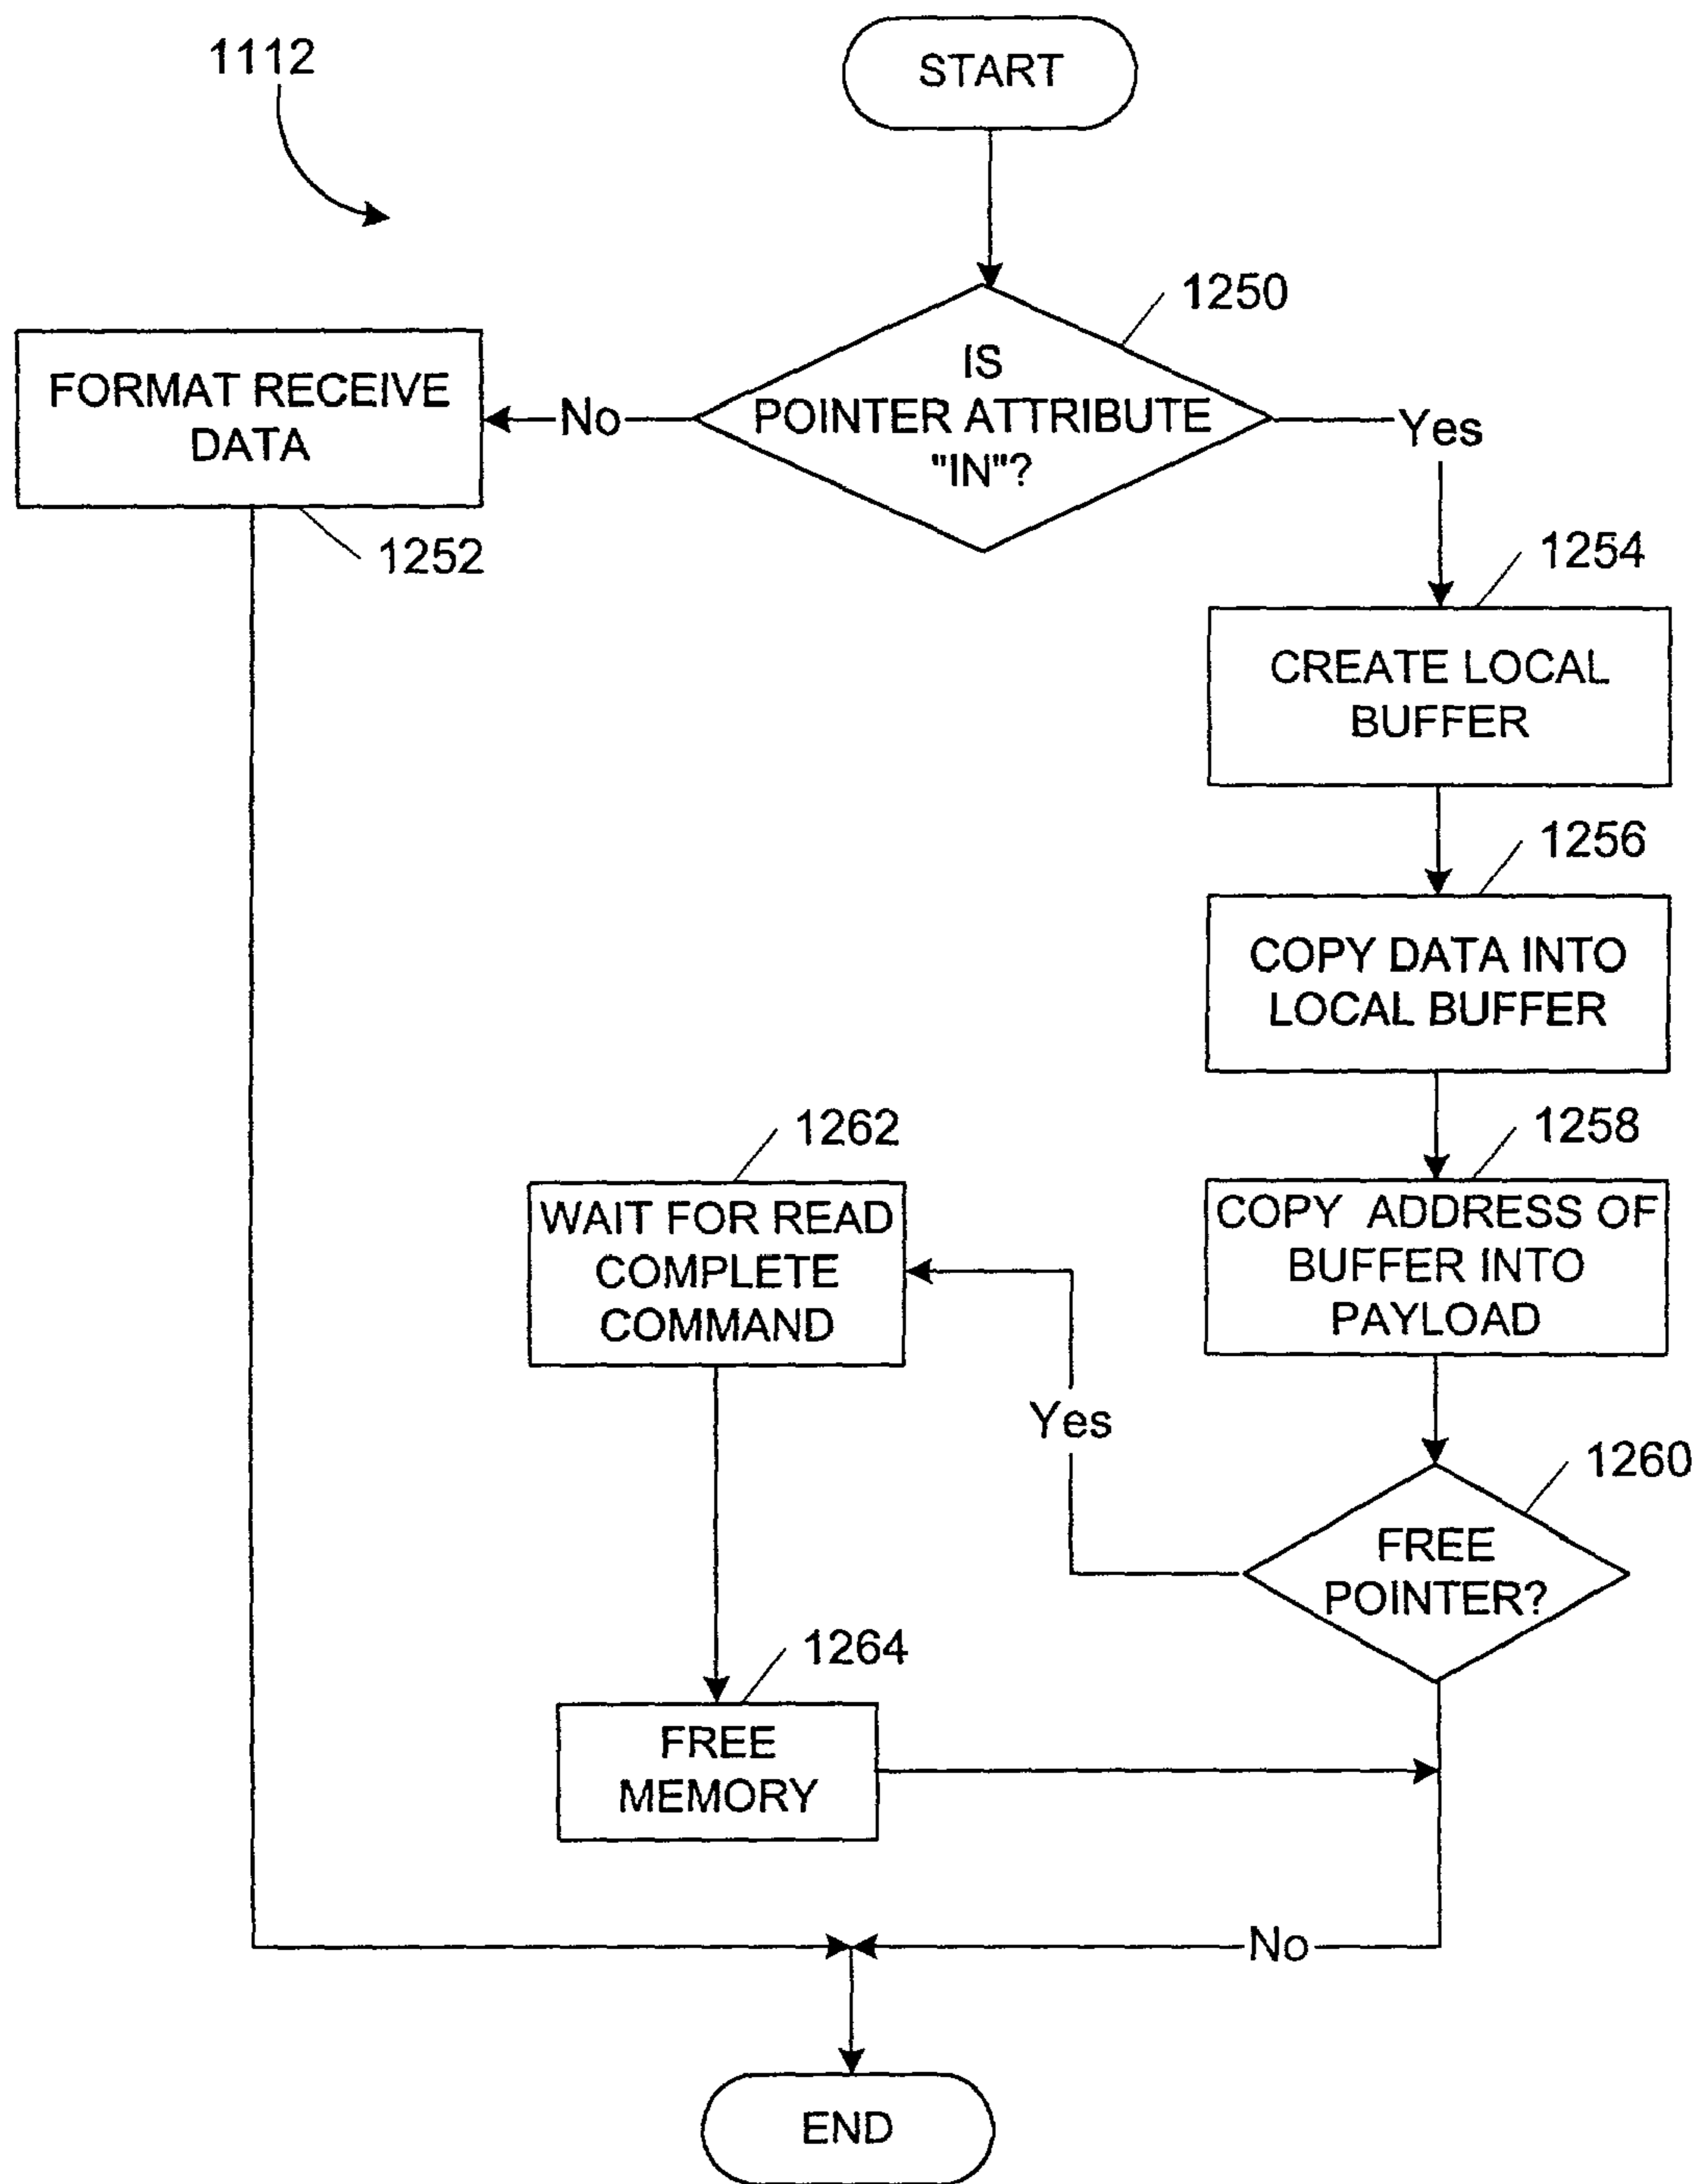 1112
START
1250
IS
POINTER ATTRIBUTE
"IN"?
No
Yes
FORMAT RECEIVE
DATA
1252
1254
CREATE LOCAL
BUFFER
1256
COPY DATA INTO
LOCAL BUFFER
1258
COPY ADDRESS OF
BUFFER INTO
PAYLOAD
1262
WAIT FOR READ
COMPLETE
COMMAND
Yes
1260
FREE
POINTER?
1264
FREE
MEMORY
No
END